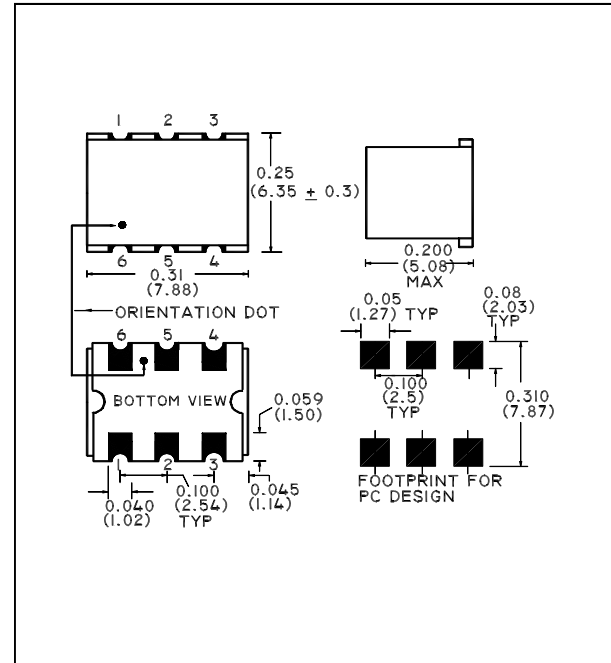 1 2 3
0.25
(6.35 ± 0.3)
6 5 4
0.31
(7.88)
0.200
(5.08)
MAX
ORIENTATION DOT
0.05
(1.27) TYP
0.08
(2.03)
TYP
6 5 4
BOTTOM VIEW
0.059
(1.50)
0.100
(2.5)
TYP
0.310
(7.87)
1 2 3
0.040
(1.02)
0.100
(2.54)
TYP
0.045
(1.14)
FOOTPRINT FOR
PC DESIGN